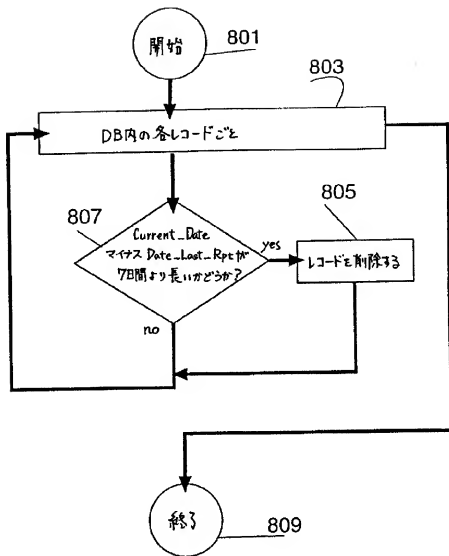 開始
801
803
DB内の各レコードごと
807
Current_Date
マイナス Date_Last_Rptが
7日間より長いかどうか?
yes
805
レコードを削除する
no
終了
809